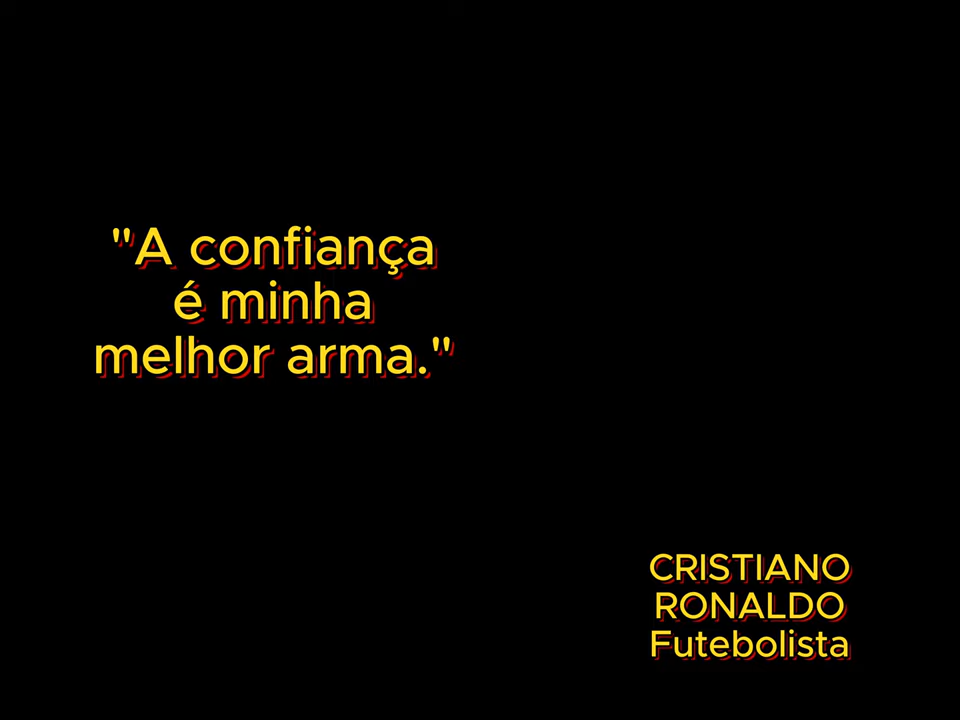 "A confiança
é minha
melhor arma."
CRISTIANO
RONALDO
Futebolista